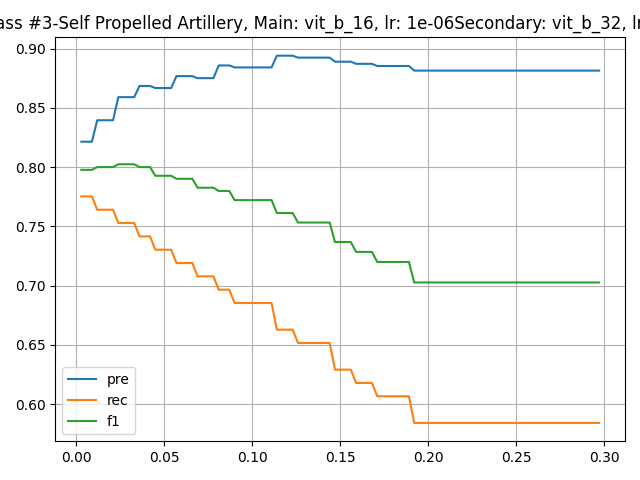 ass #3-Self Propelled Artillery, Main: vit_b_16, lr: 1e-06Secondary: vit_b_32, lr
0.90
0.85
0.80
0.75
0.70
0.65
0.60
pre
rec
f1
0.00 0.05 0.10 0.15 0.20 0.25 0.30